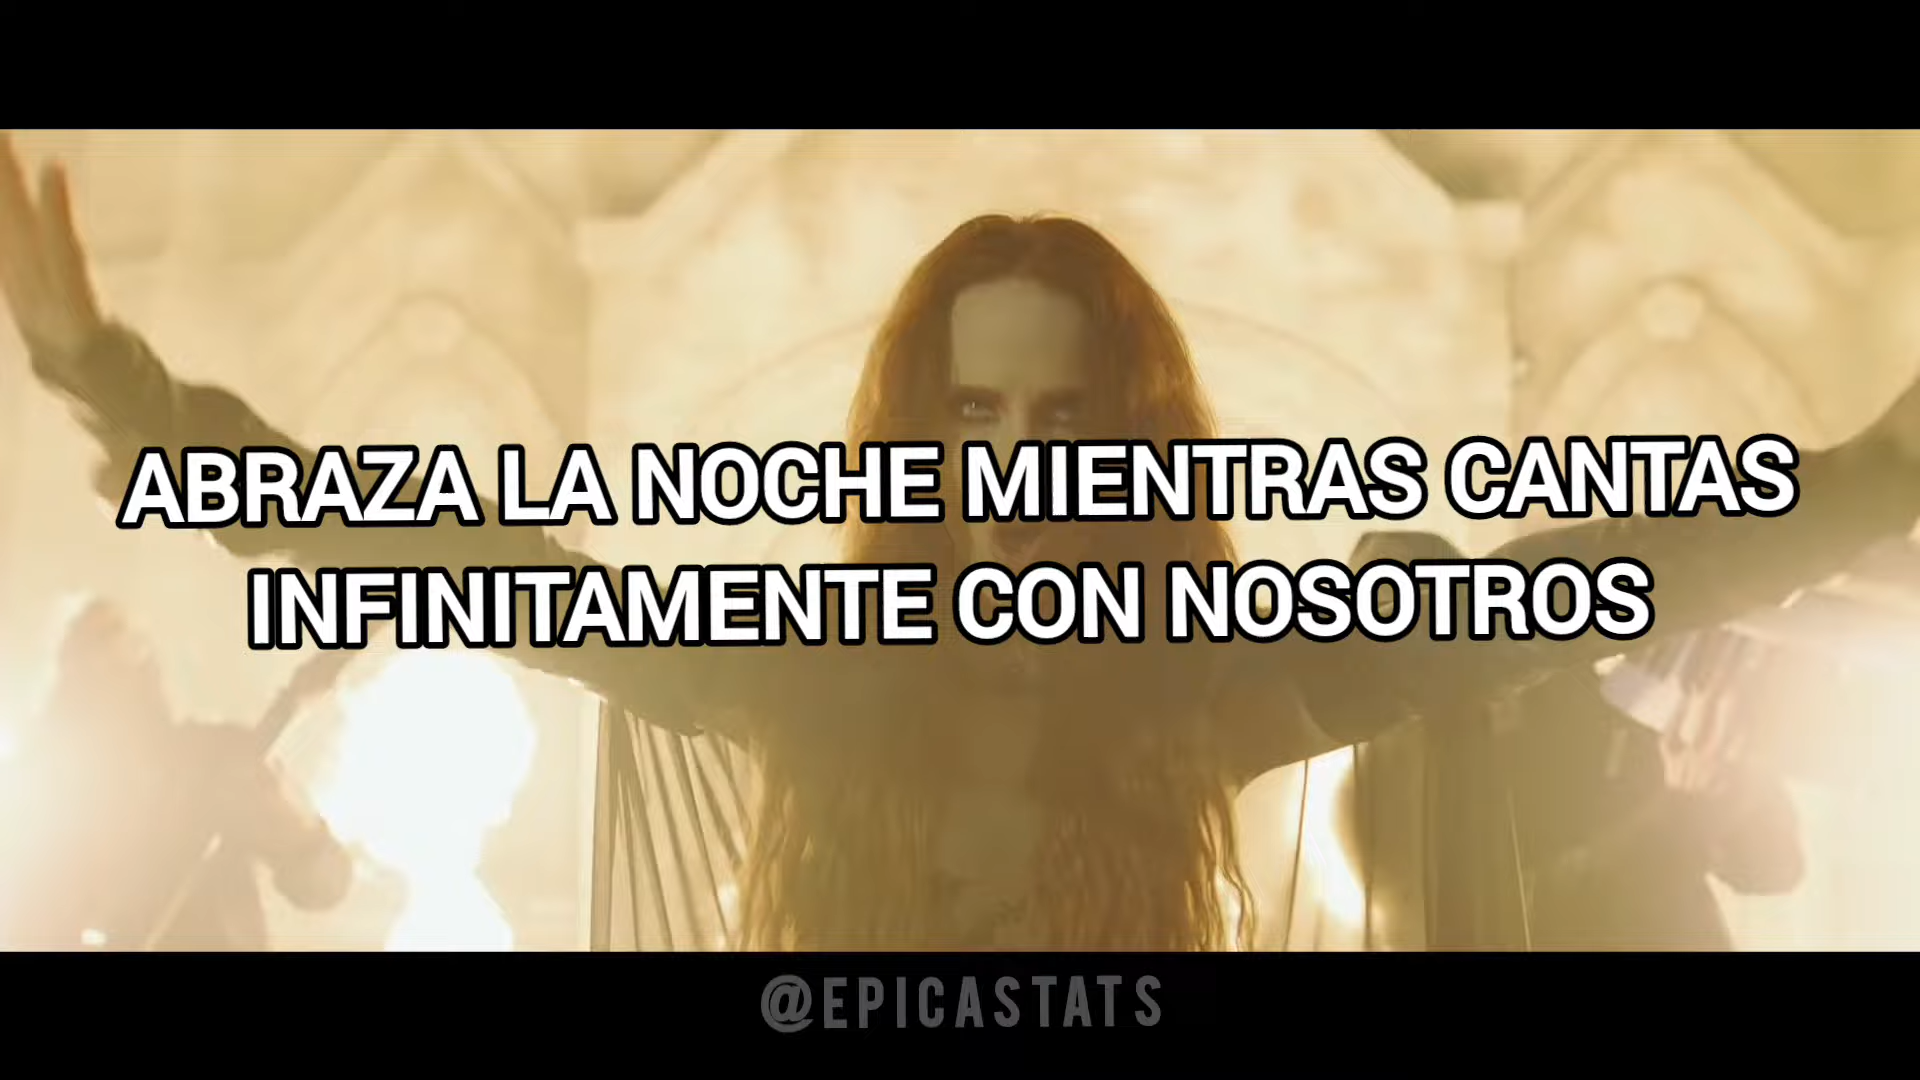 ABRAZA LA NOCHE MIENTRAS CANTAS
INFINITAMENTE CON NOSOTROS
@EPICASTATS